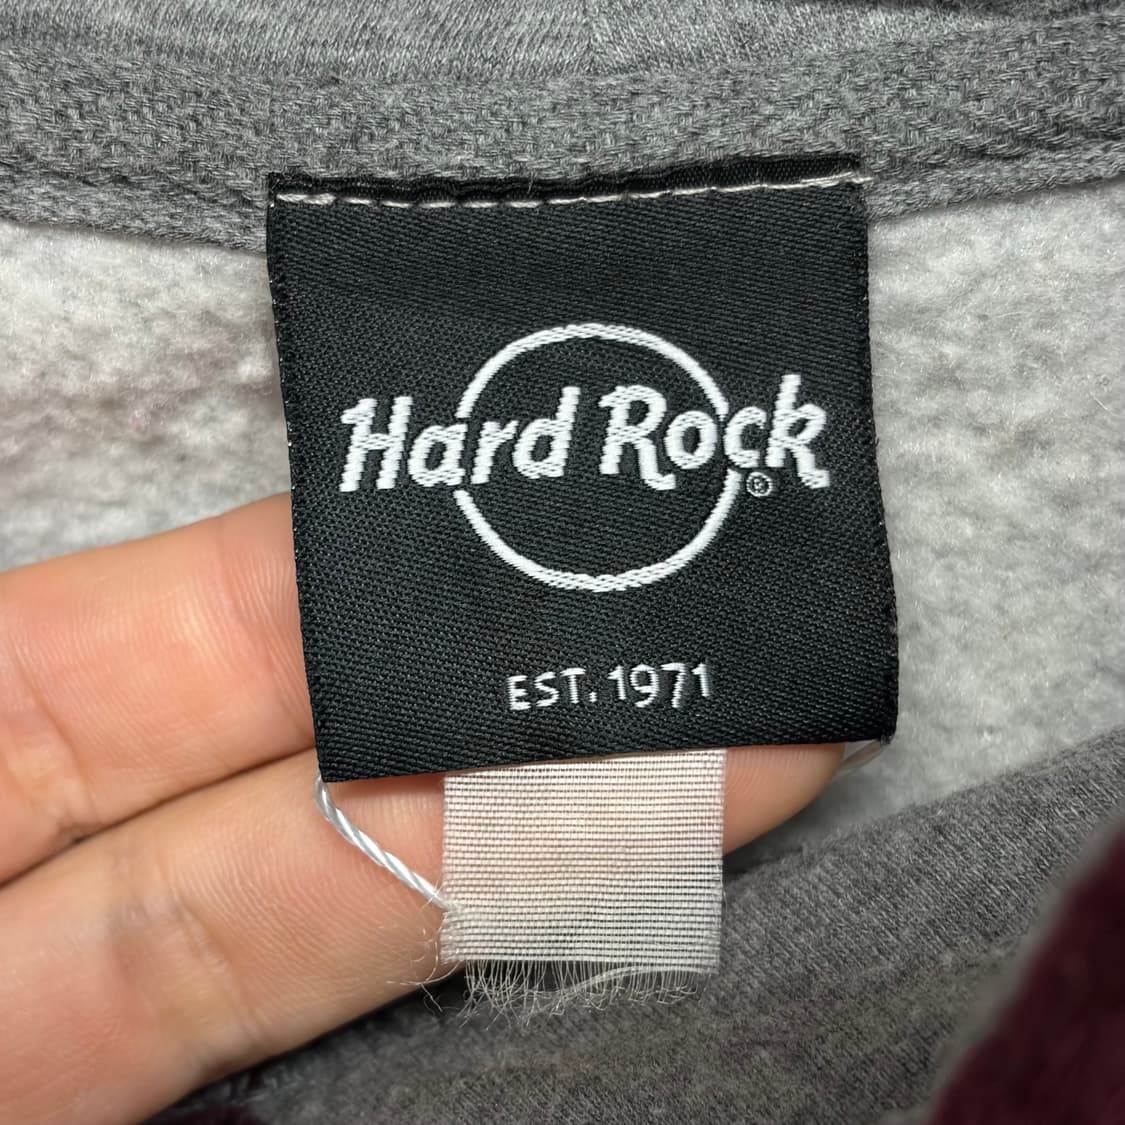 Hard Rock®
EST. 1971